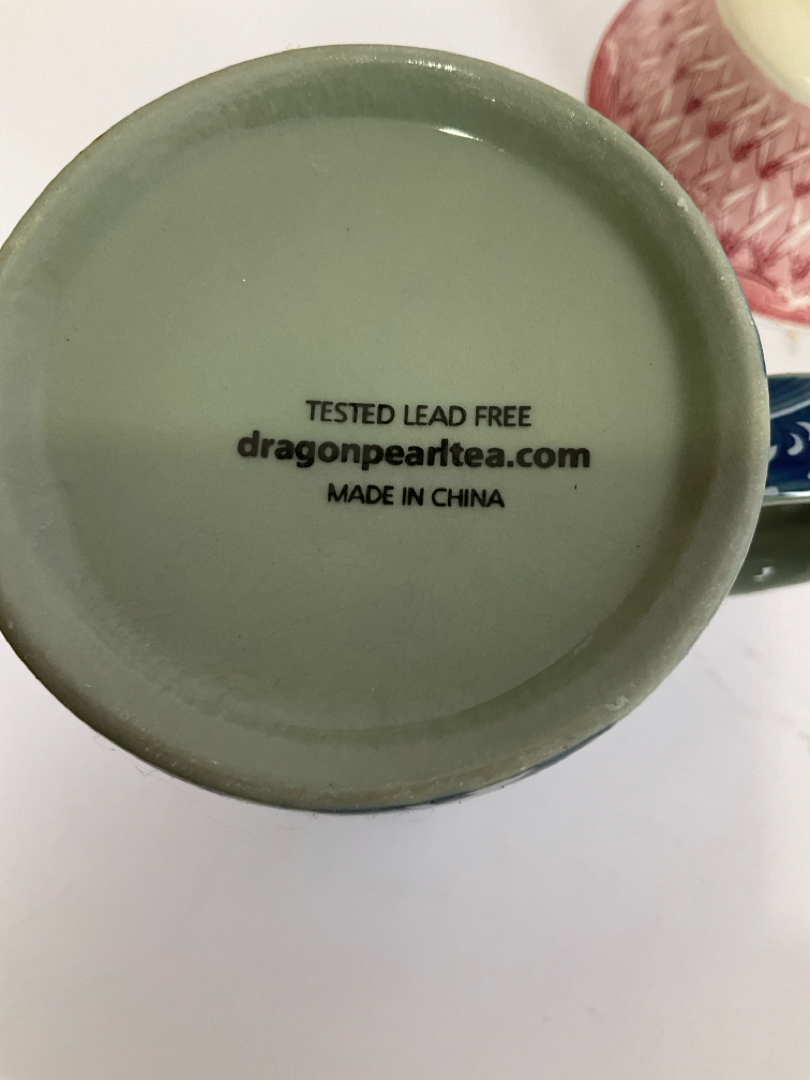 TESTED LEAD FREE
dragonpearltea.com
MADE IN CHINA